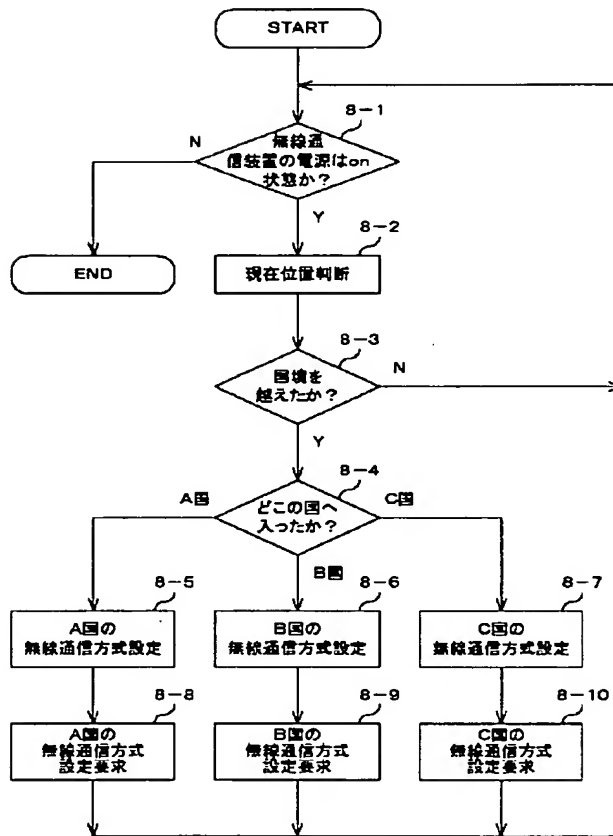 START
8-1
N
無線通
信装置の電源はon
状態か?
Y
8-2
END
現在位置判断
8-3
国境を
越えたか?
N
Y
8-4
A国
どこの国へ
入ったか?
C国
B国
8-5
8-6
8-7
A国の
無線通信方式設定
B国の
無線通信方式設定
C国の
無線通信方式設定
8-8
8-9
8-10
A国の
無線通信方式
設定要求
B国の
無線通信方式
設定要求
C国の
無線通信方式
設定要求